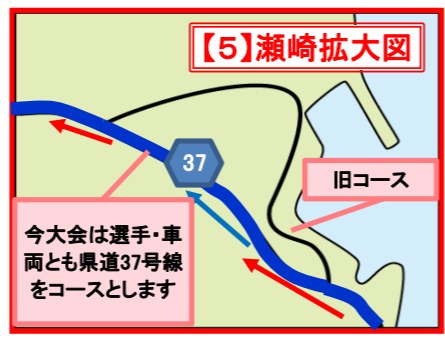 【5】瀬崎拡大図
37
旧コース
今大会は選手・車
両とも県道37号線
をコースとします